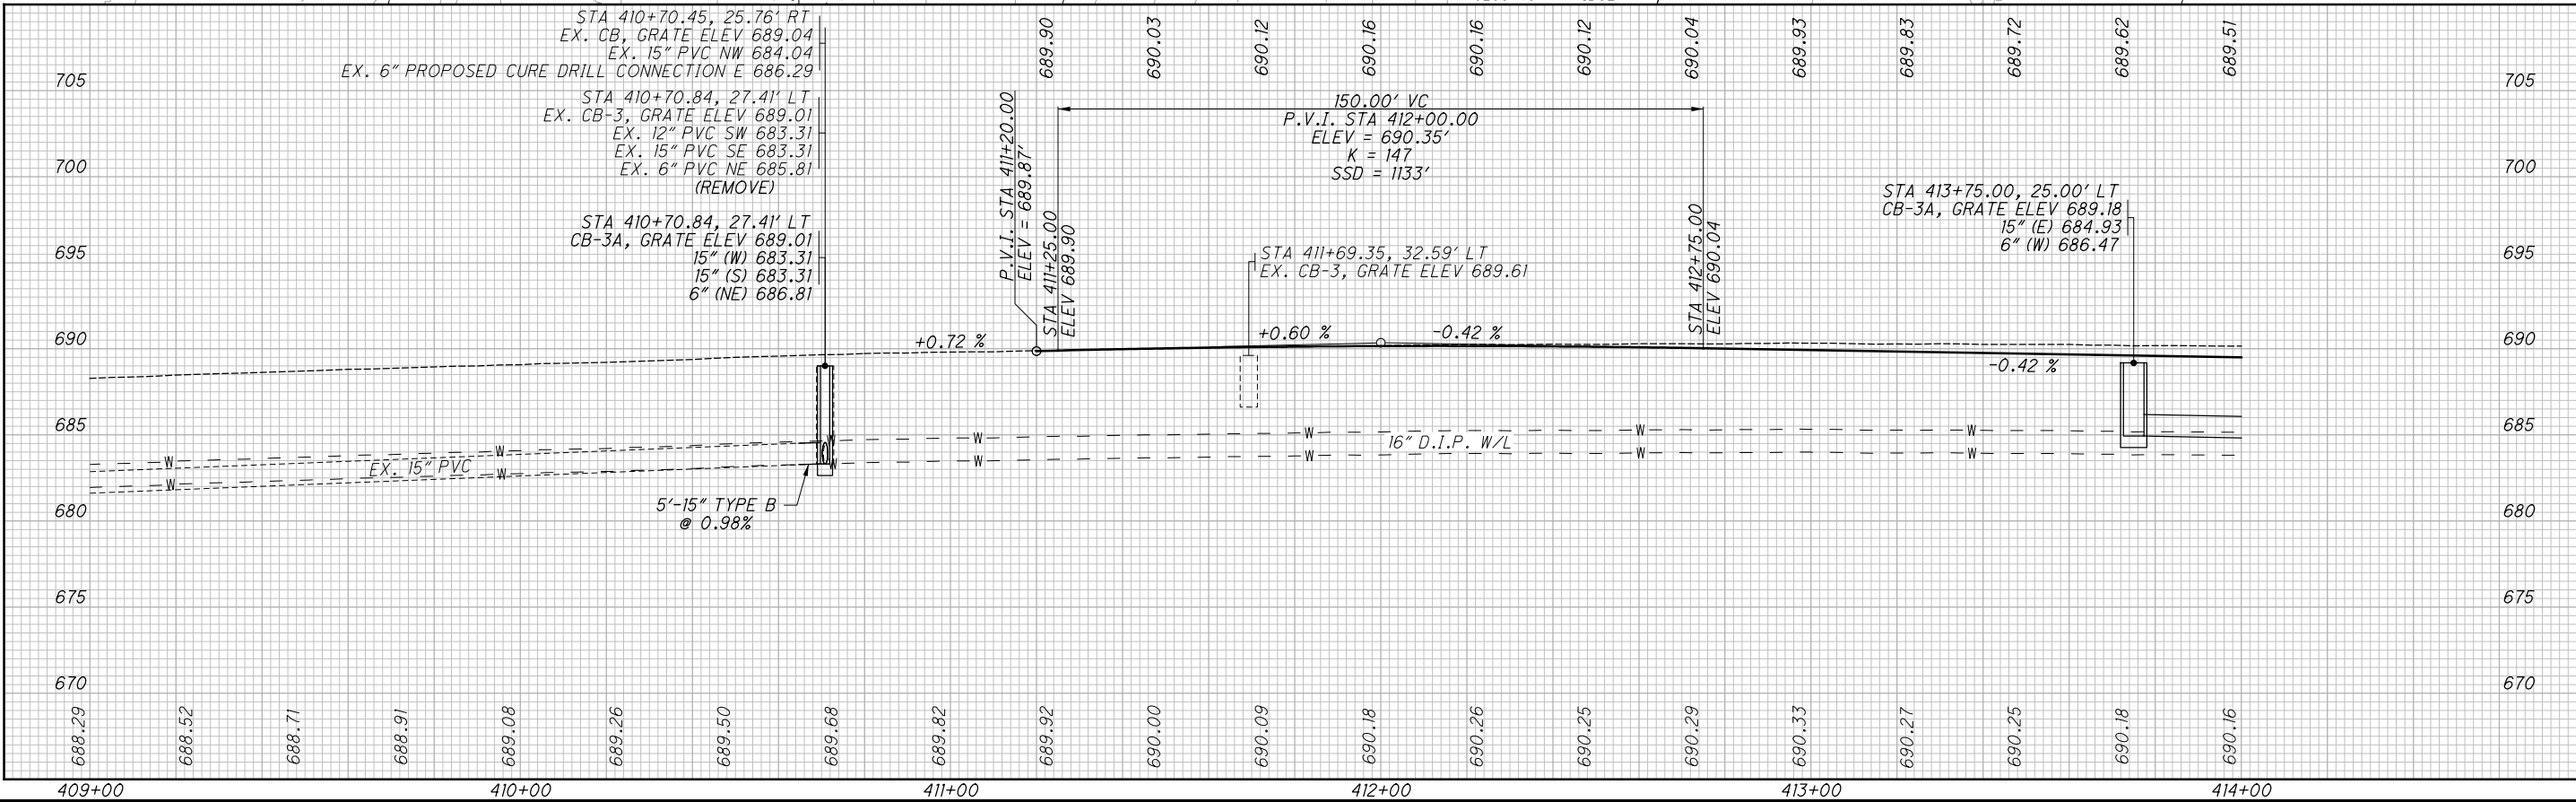 STA 410+70.45, 25.76' RT
EX. CB, GRATE ELEV 689.04
EX. 15" PVC NW 684.04
EX. 6" PROPOSED CURE DRILL CONNECTION E 686.29
STA 410+70.84, 27.41' LT
EX. CB-3, GRATE ELEV 689.01
EX. 12" PVC SW 683.31
EX. 15" PVC SE 683.31
EX. 6" PVC NE 685.81
(REMOVE)
STA 410+70.84, 27.41' LT
CB-3A, GRATE ELEV 689.01
15" (W) 683.31
15" (S) 683.31
6" (NE) 686.81
689.90
690.03
690.12
690.16
690.16
690.12
690.04
689.93
689.83
689.72
689.62
689.51
P.V.I. STA 411+20.00
ELEV = 689.87'
STA 411+25.00
ELEV 689.90
150.00' VC
P.V.I. STA 412+00.00
ELEV = 690.35'
K = 147
SSD = 1133'
STA 411+69.35, 32.59' LT
EX. CB-3, GRATE ELEV 689.61
STA 412+75.00
ELEV 690.04
STA 413+75.00, 25.00' LT
CB-3A, GRATE ELEV 689.18
15" (E) 684.93
6" (W) 686.47
705
700
695
690
685
680
675
670
705
700
695
690
685
680
675
670
+0.72 %
+0.60 %
-0.42 %
-0.42 %
W W W W W W W
16" D.I.P. W/L
EX. 15" PVC
W W W W W W W
5'-15" TYPE B
@ 0.98%
688.29
688.52
688.71
688.91
689.08
689.26
689.50
689.68
689.82
689.92
690.00
690.09
690.18
690.26
690.25
690.29
690.33
690.27
690.25
690.18
690.16
409+00
410+00
411+00
412+00
413+00
414+00